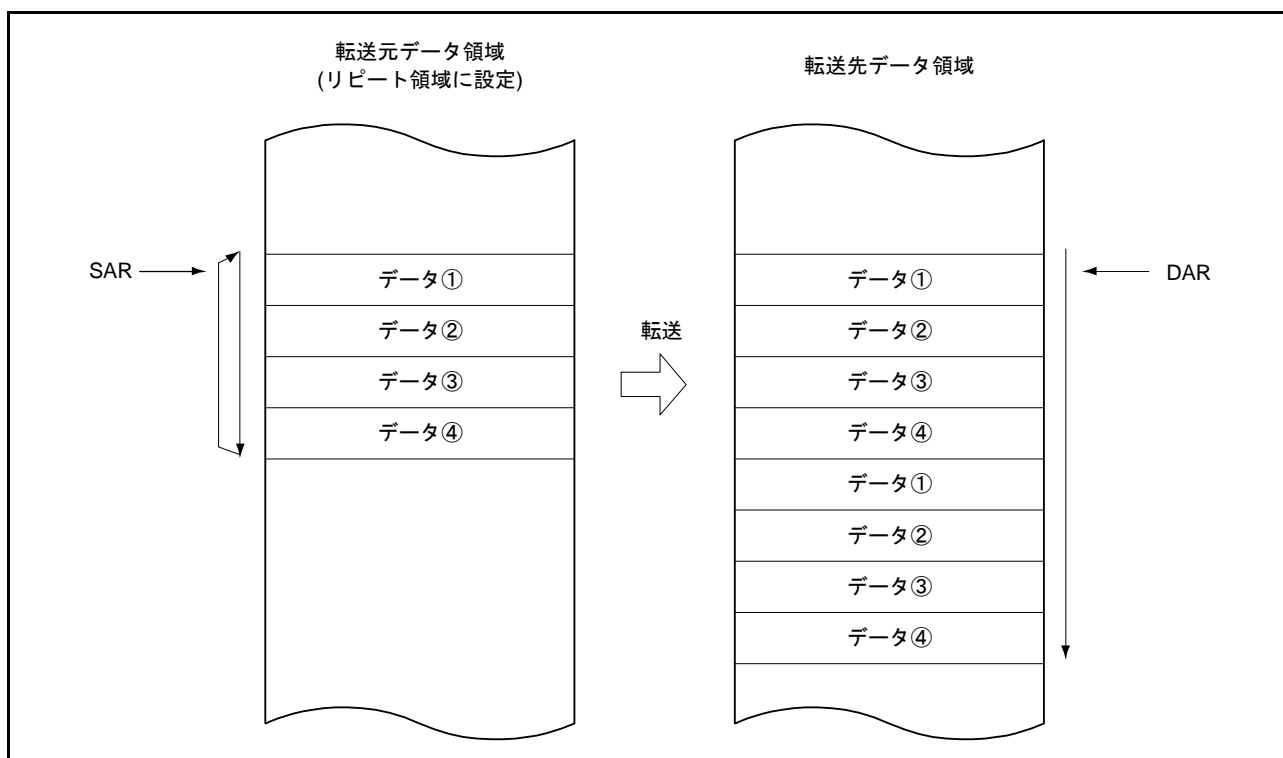 転送元データ領域
(リピート領域に設定)
転送先データ領域
SAR
データ①
データ②
データ③
データ④
転送
データ①
データ②
データ③
データ④
データ①
データ②
データ③
データ④
DAR